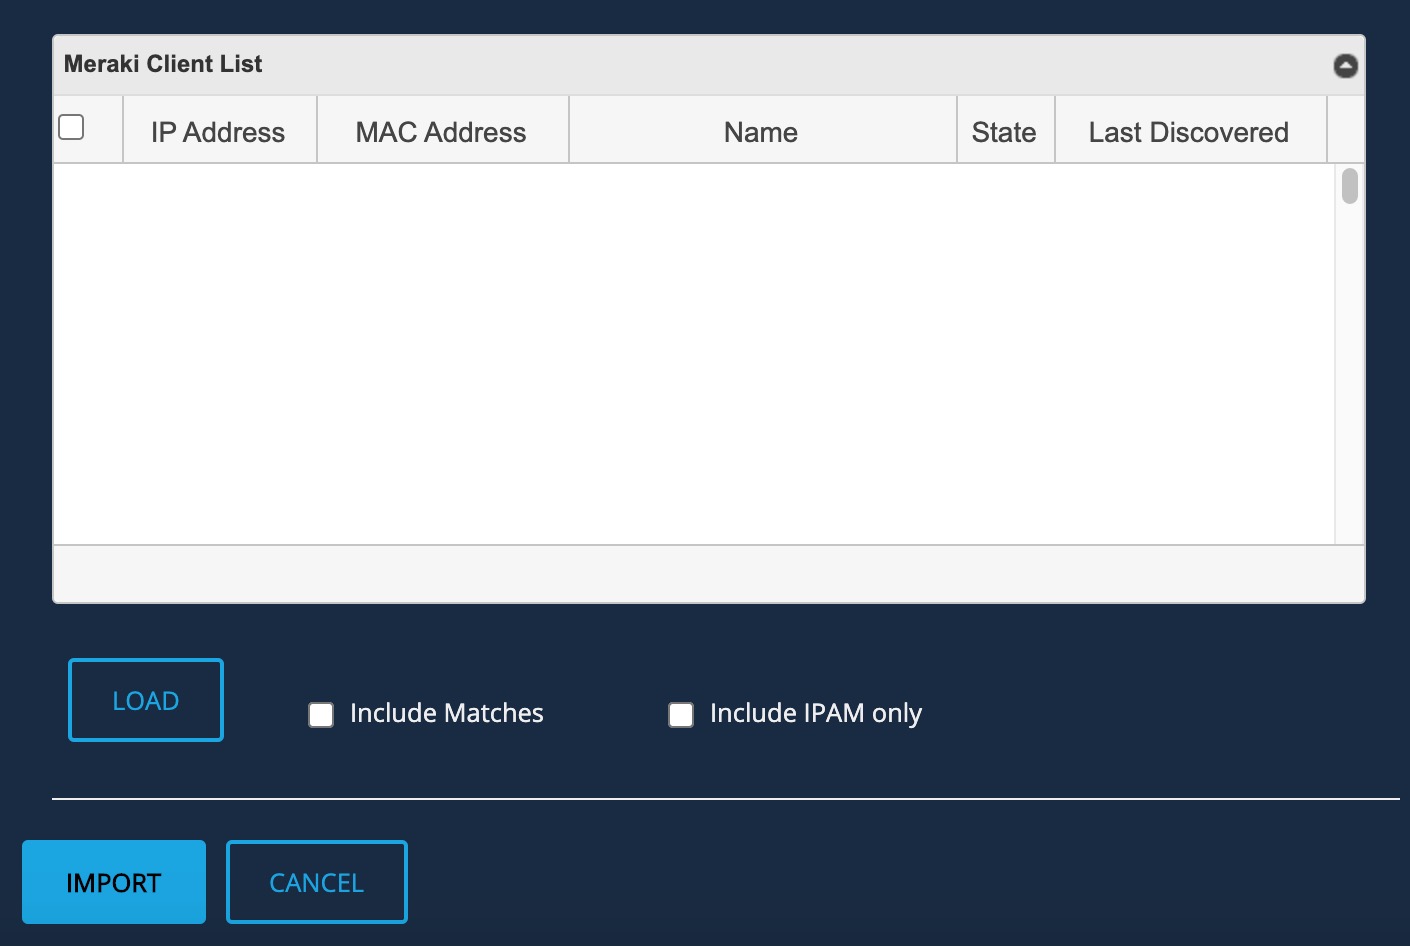 Meraki Client List
IP Address MAC Address Name State Last Discovered
LOAD Include Matches Include IPAM only
IMPORT CANCEL